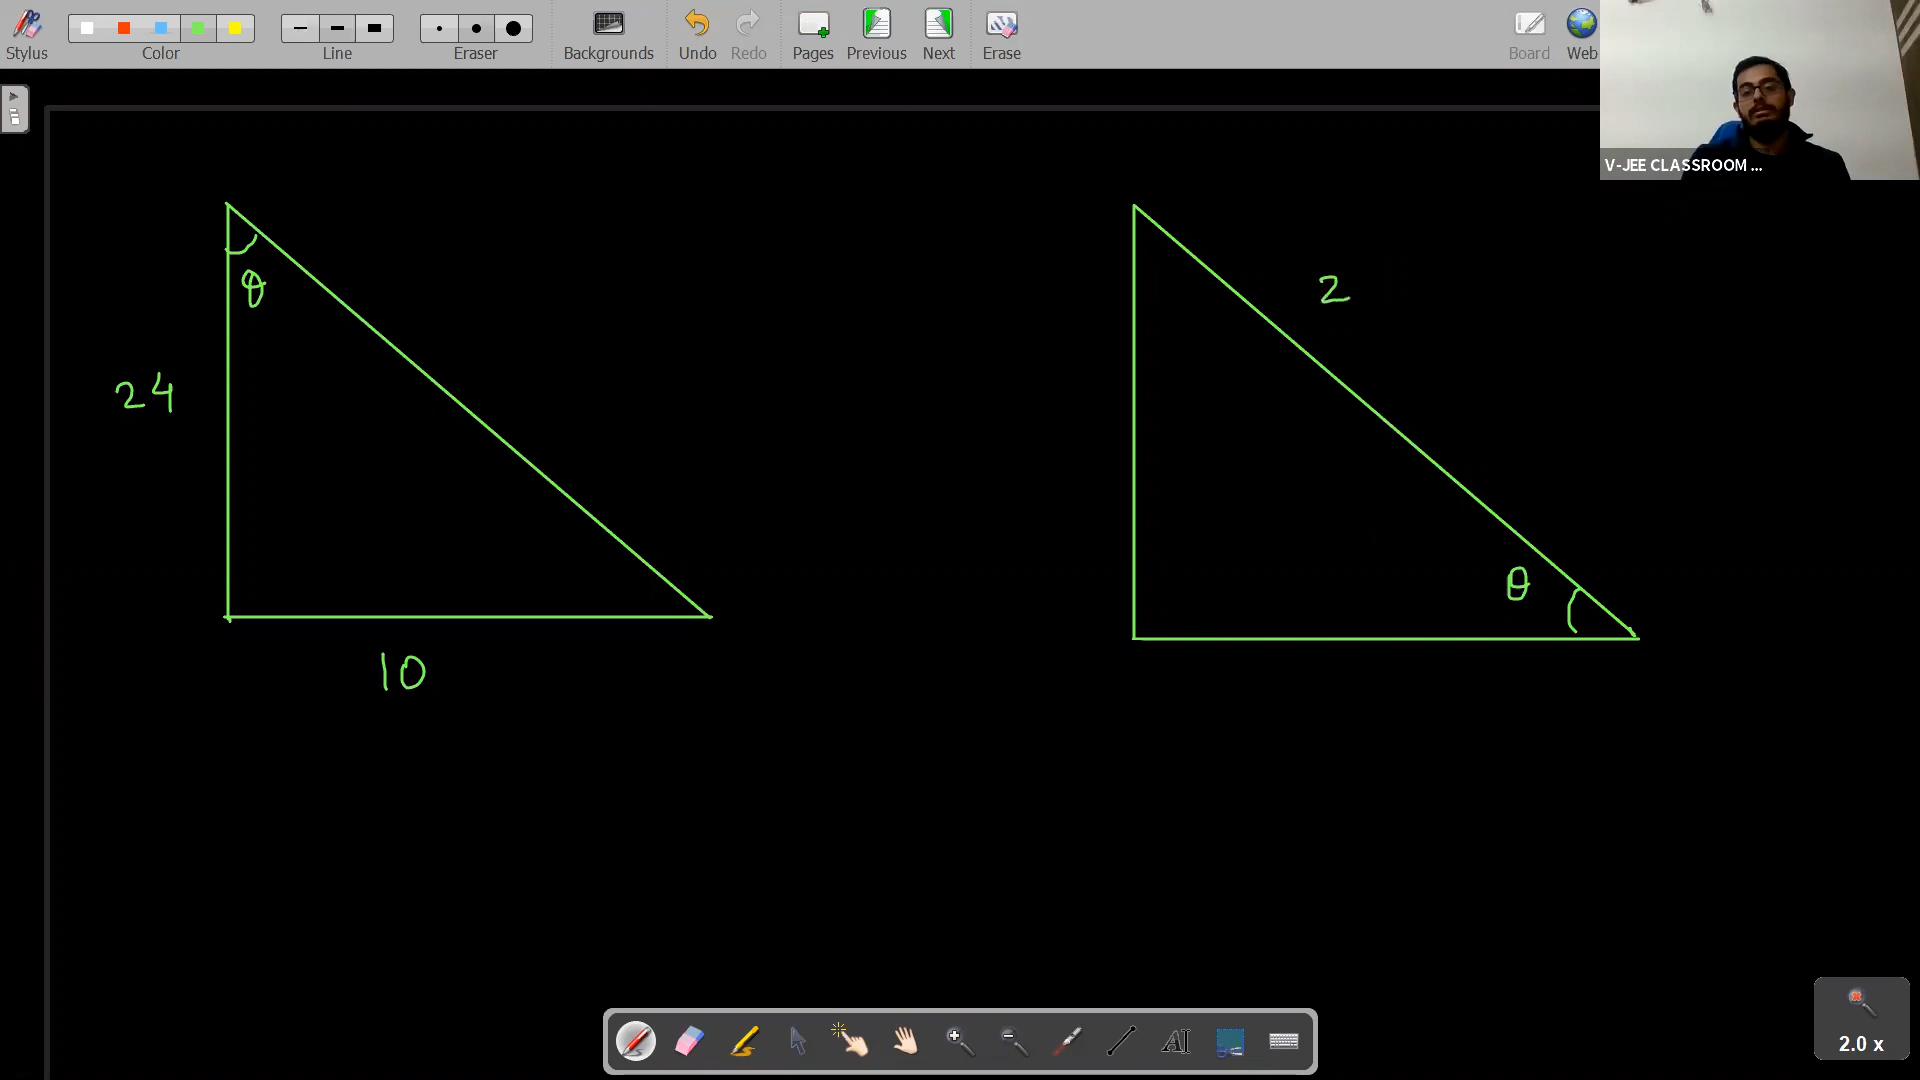 Stylus
Color
Line
Eraser
Backgrounds
Undo
Redo
Pages
Previous
Next
Erase
Board
Web
V-JEE CLASSROOM ...
θ
2
24
θ
10
AI
2.0 x